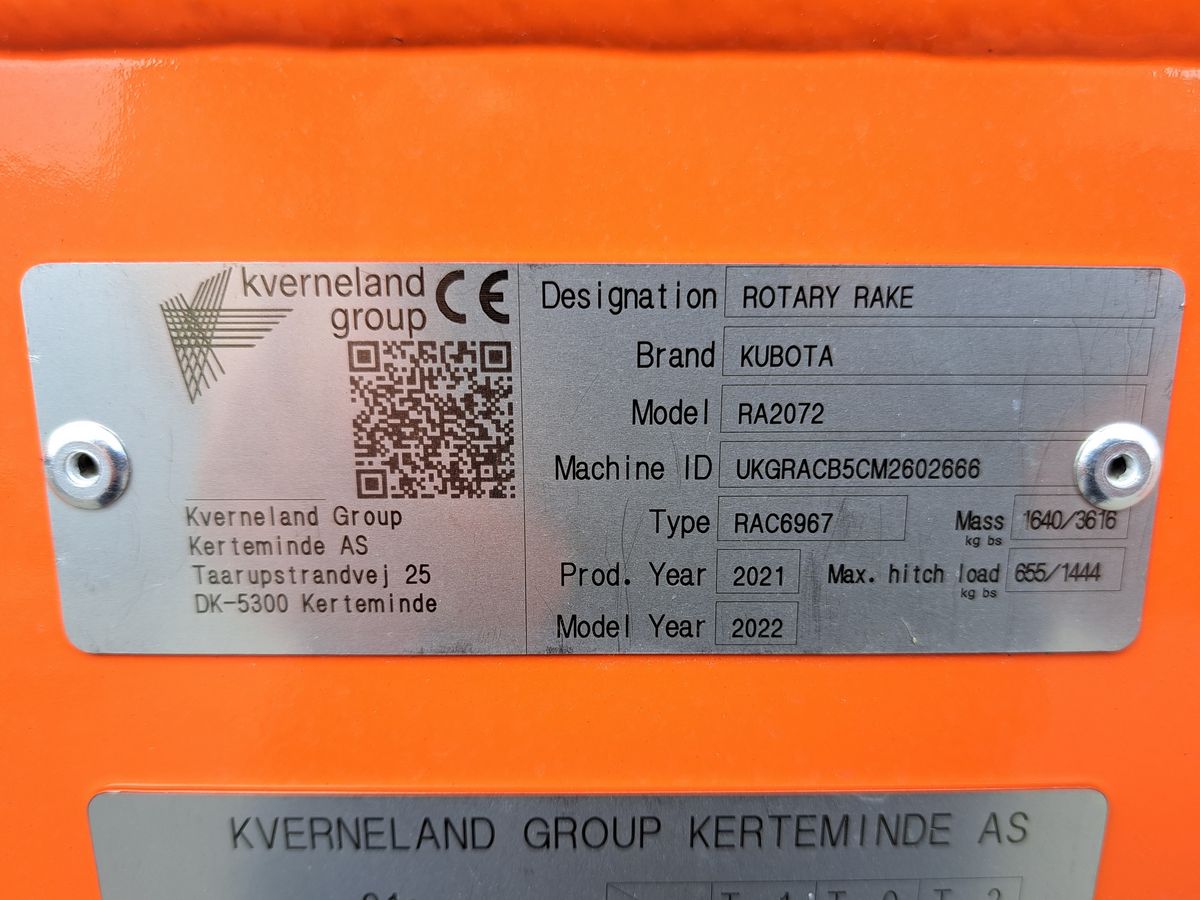 kverneland
group
CE
Kverneland Group
Kerteminde AS
Taarupstrandvej 25
DK-5300 Kerteminde
Designation ROTARY RAKE
Brand KUBOTA
Model RA2072
Machine ID UKGRACB5CM2602666
Type RAC6967 Mass 1640/3616
kg bs
Prod. Year 2021 Max. hitch load 655/1444
kg bs
Model Year 2022
KVERNELAND GROUP KERTEMINDE AS